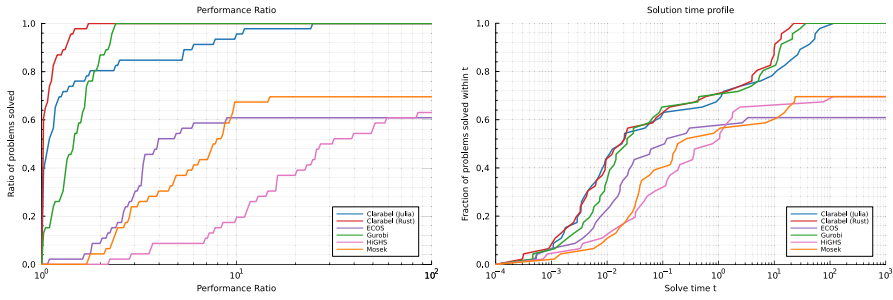 Performance Ratio
Ratio of problems solved
1.0
0.8
0.6
0.4
0.2
0.0
Clarabel (Julia)
Clarabel (Rust)
ECOS
Gurobi
HiGHS
Mosek
10^0
10^1
10^2
Performance Ratio
Solution time profile
Fraction of problems solved within t
1.0
0.8
0.6
0.4
0.2
0.0
Clarabel (Julia)
Clarabel (Rust)
ECOS
Gurobi
HiGHS
Mosek
10^-4
10^-3
10^-2
10^-1
10^0
10^1
10^2
10^3
Solve time t